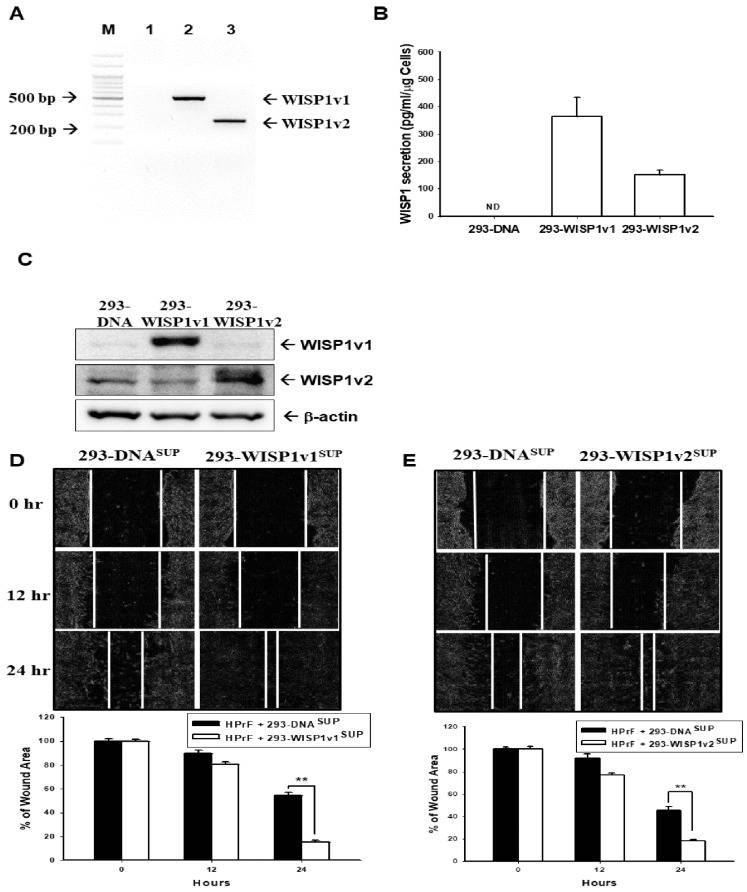 A
M 1 2 3
500 bp → ← WISP1v1
200 bp → ← WISP1v2
B
WISP1 secretion (pg/ml/μg Cells)
600
500
400
300
200
100
0
ND
293-DNA 293-WISP1v1 293-WISP1v2
C
293- 293- 293-
DNA WISP1v1 WISP1v2
← WISP1v1
← WISP1v2
← β-actin
D
293-DNA^SUP 293-WISP1v1^SUP
0 hr
12 hr
24 hr
HPrF + 293-DNA^SUP
HPrF + 293-WISP1v1^SUP
% of Wound Area
120
100
80
60
40
20
0
**
0 12 24
Hours
E
293-DNA^SUP 293-WISP1v2^SUP
HPrF + 293-DNA^SUP
HPrF + 293-WISP1v2^SUP
% of Wound Area
120
100
80
60
40
20
0
**
0 12 24
Hours